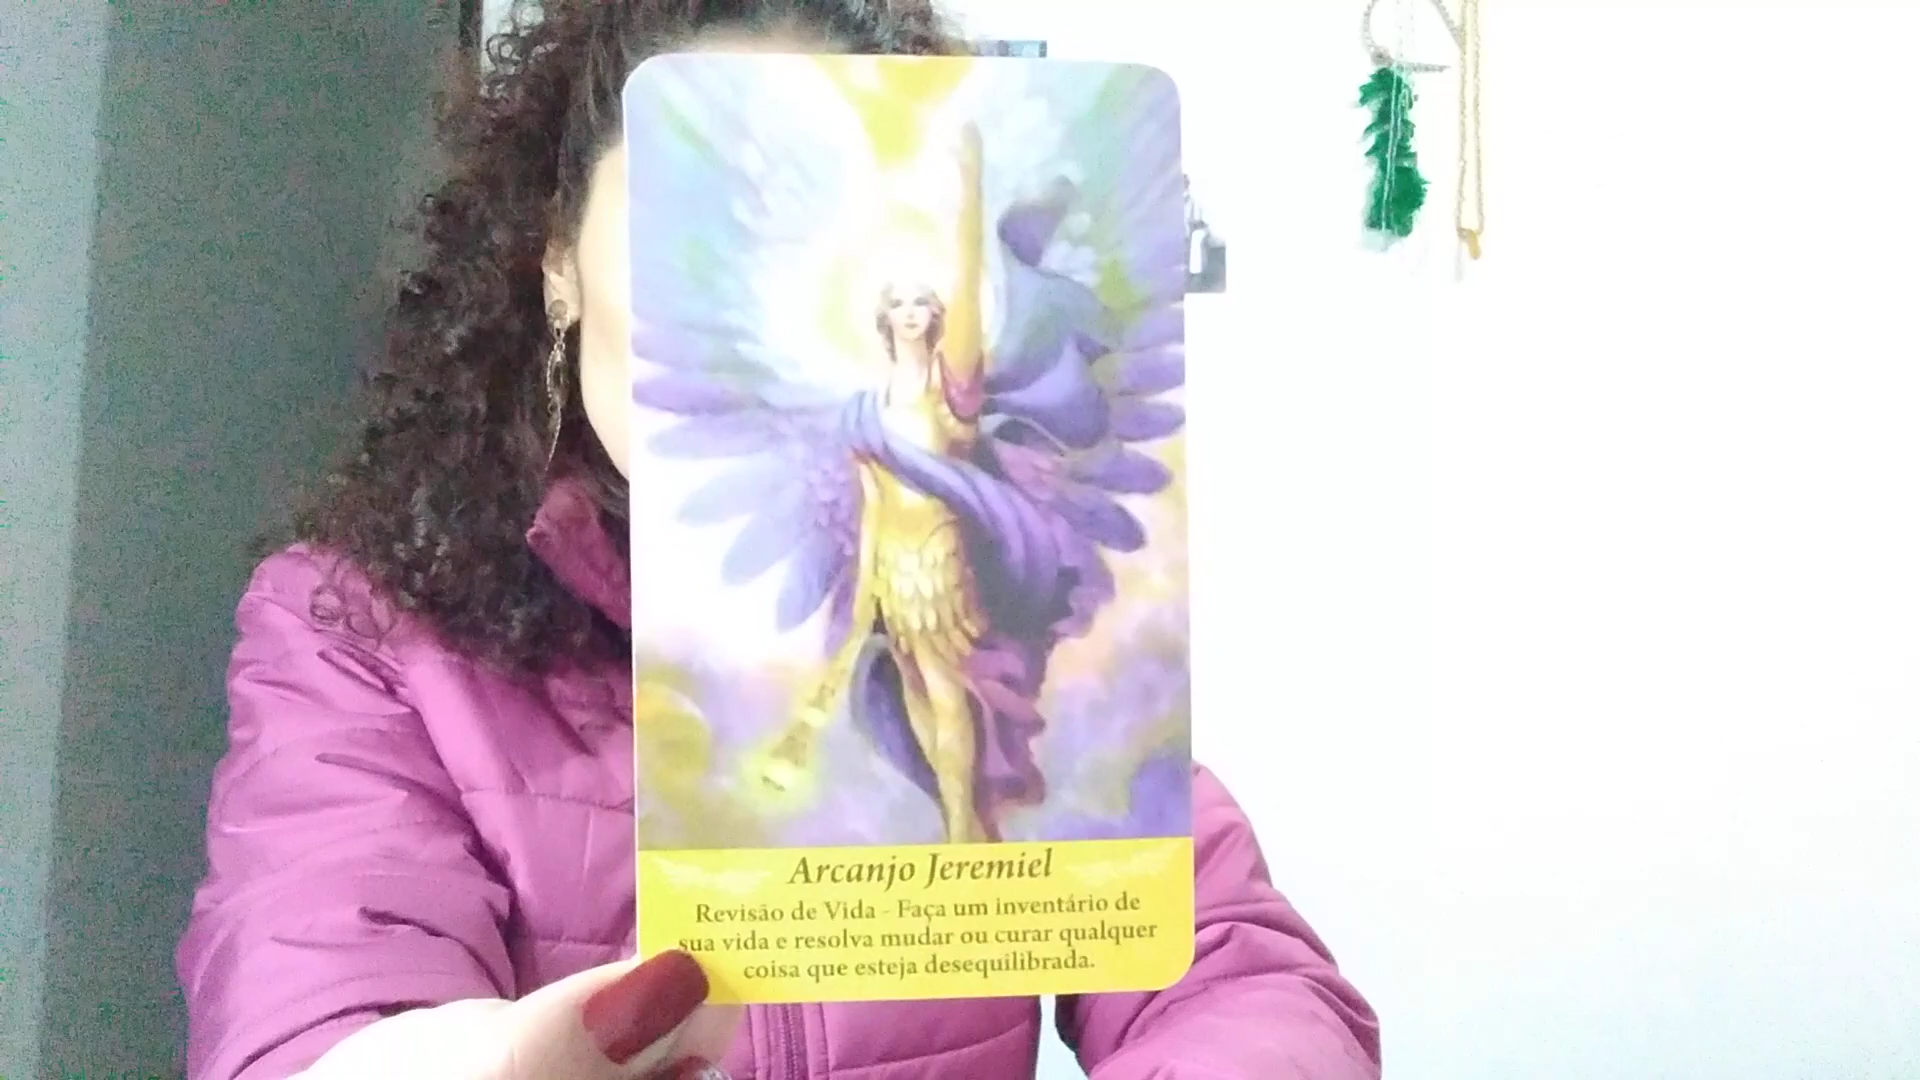 Arcanjo Jeremiel
Revisão de Vida - Faça um inventário de
sua vida e resolva mudar ou curar qualquer
coisa que esteja desequilibrada.